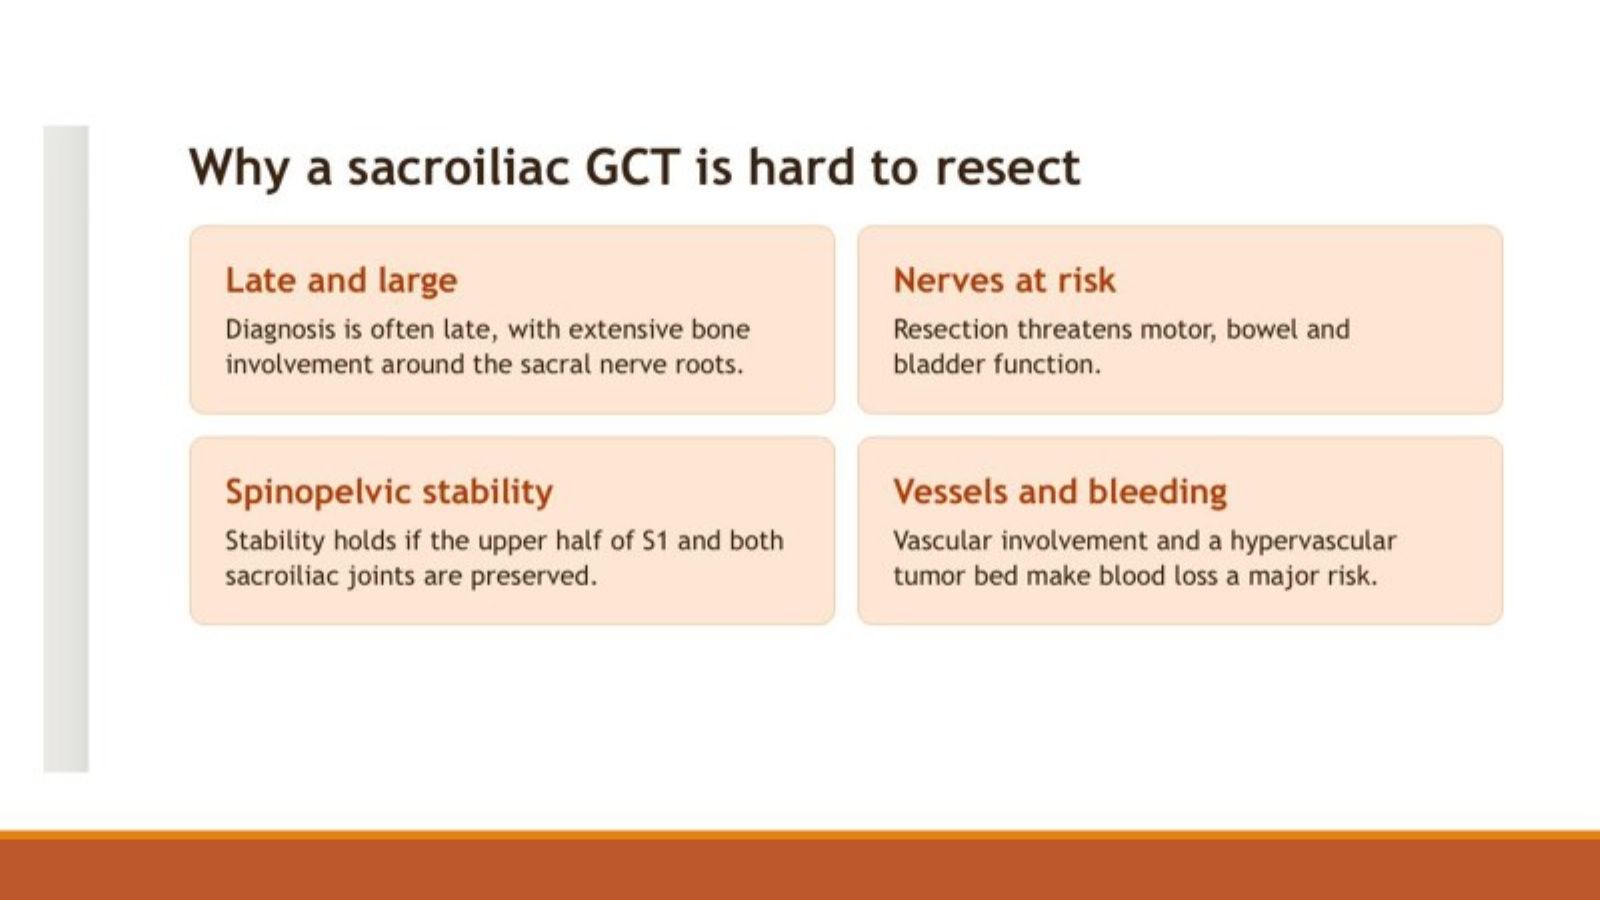 Why a sacroiliac GCT is hard to resect
Late and large
Diagnosis is often late, with extensive bone
involvement around the sacral nerve roots.
Nerves at risk
Resection threatens motor, bowel and
bladder function.
Spinopelvic stability
Stability holds if the upper half of S1 and both
sacroiliac joints are preserved.
Vessels and bleeding
Vascular involvement and a hypervascular
tumor bed make blood loss a major risk.